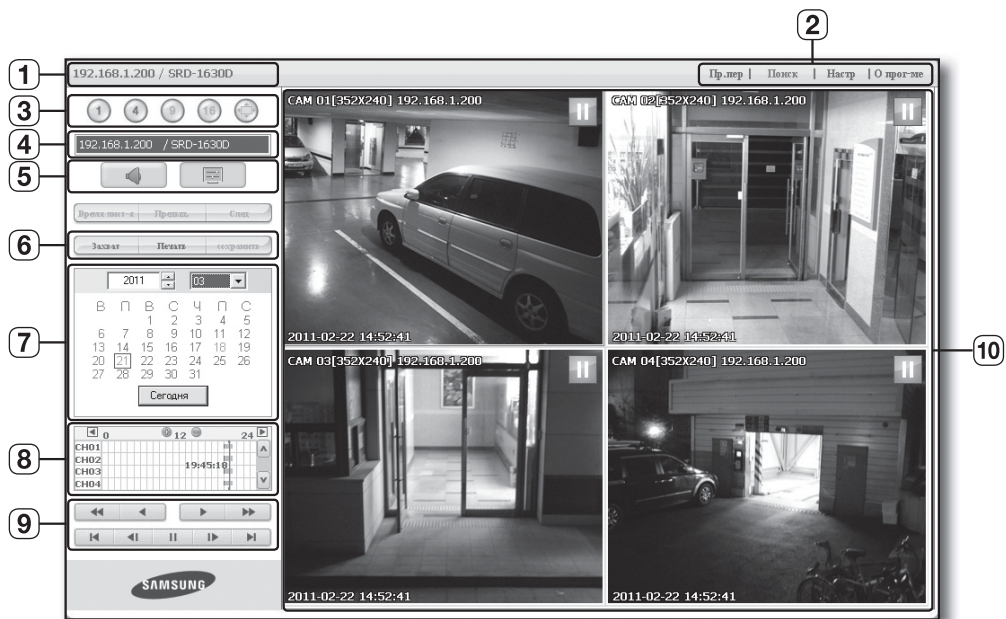 2
1
192.168.1.200 / SRD-1630D
Пр.пер | Поиск | Настр | О прог-ме
3
1 4 9 16
4
192.168.1.200 / SRD-1630D
5
6
Захват Печать сохранить
7
2011 03
В П В С Ч П С
1 2 3 4 5
6 7 8 9 10 11 12
13 14 15 16 17 18 19
20 21 22 23 24 25 26
27 28 29 30 31
Сегодня
8
0 12 24
CH01
CH02
19:45:18
CH03
CH04
9
SAMSUNG
CAM 01[352X240] 192.168.1.200
2011-02-22 14:52:41
CAM 02[352X240] 192.168.1.200
2011-02-22 14:52:41
CAM 03[352X240] 192.168.1.200
2011-02-22 14:52:41
CAM 04[352X240] 192.168.1.200
2011-02-22 14:52:41
10